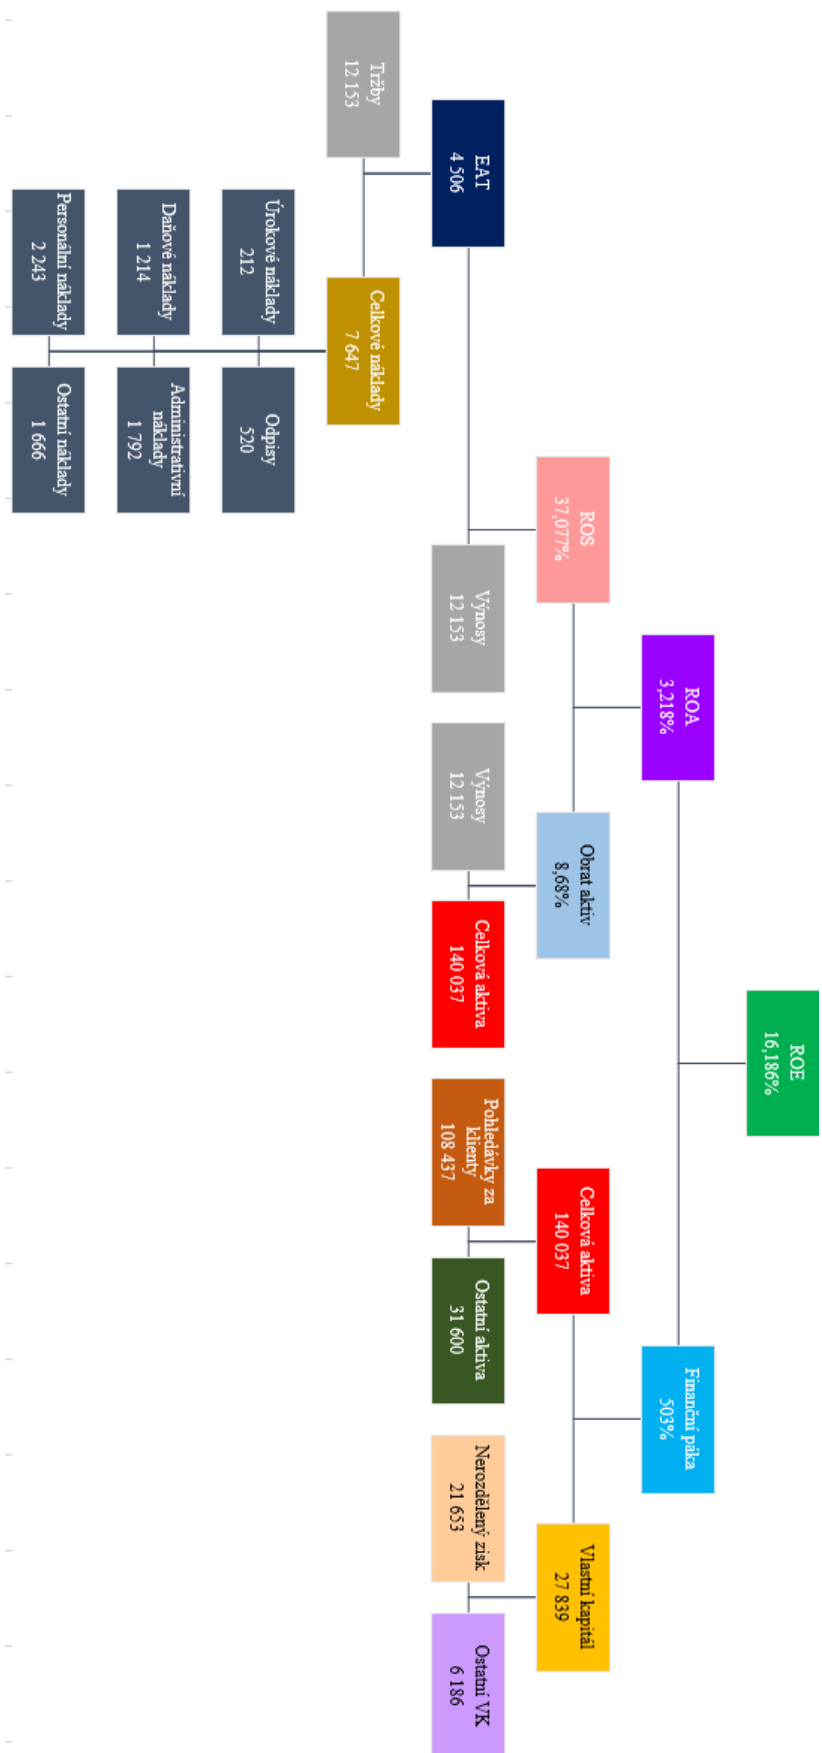 ROE
16,186%
ROA
3,218%
Finanční páka
503%
ROS
37,077%
Obrat aktiv
8,68%
Celková aktiva
140 037
Vlastní kapitál
27 839
EAT
4 506
Výnosy
12 153
Výnosy
12 153
Celková aktiva
140 037
Pohledávky za
klienty
108 437
Ostatní aktiva
31 600
Nerozdělený zisk
21 653
Ostatní VK
6 186
Tržby
12 153
Celkové náklady
7 647
Úrokové náklady
212
Odpisy
520
Daňové náklady
1 214
Administrativní
náklady
1 792
Personální náklady
2 243
Ostatní náklady
1 666